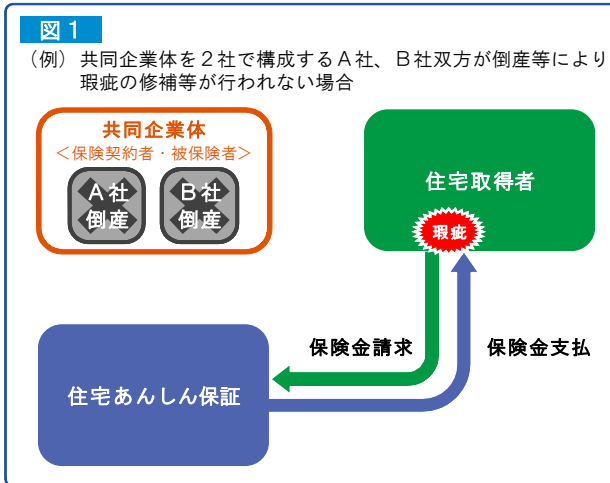 図1
（例）共同企業体を２社で構成するＡ社、Ｂ社双方が倒産等により
瑕疵の修補等が行われない場合
共同企業体
＜保険契約者・被保険者＞
Ａ社
倒産
Ｂ社
倒産
住宅取得者
瑕疵
保険金請求
保険金支払
住宅あんしん保証